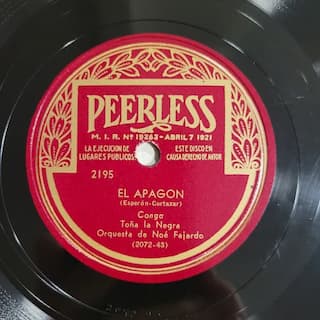 PEERLESS
M. I. R. Nº 19263-ABRIL 7 1921
LA EJECUCION DE ESTE DISCO EN
LUGARES PUBLICOS CAUSA DERECHO DE AUTOR
2195
EL APAGON
(Esperón-Cortazar)
Conga
Toña la Negra
Orquesta de Noé Fajardo
(2072-43)